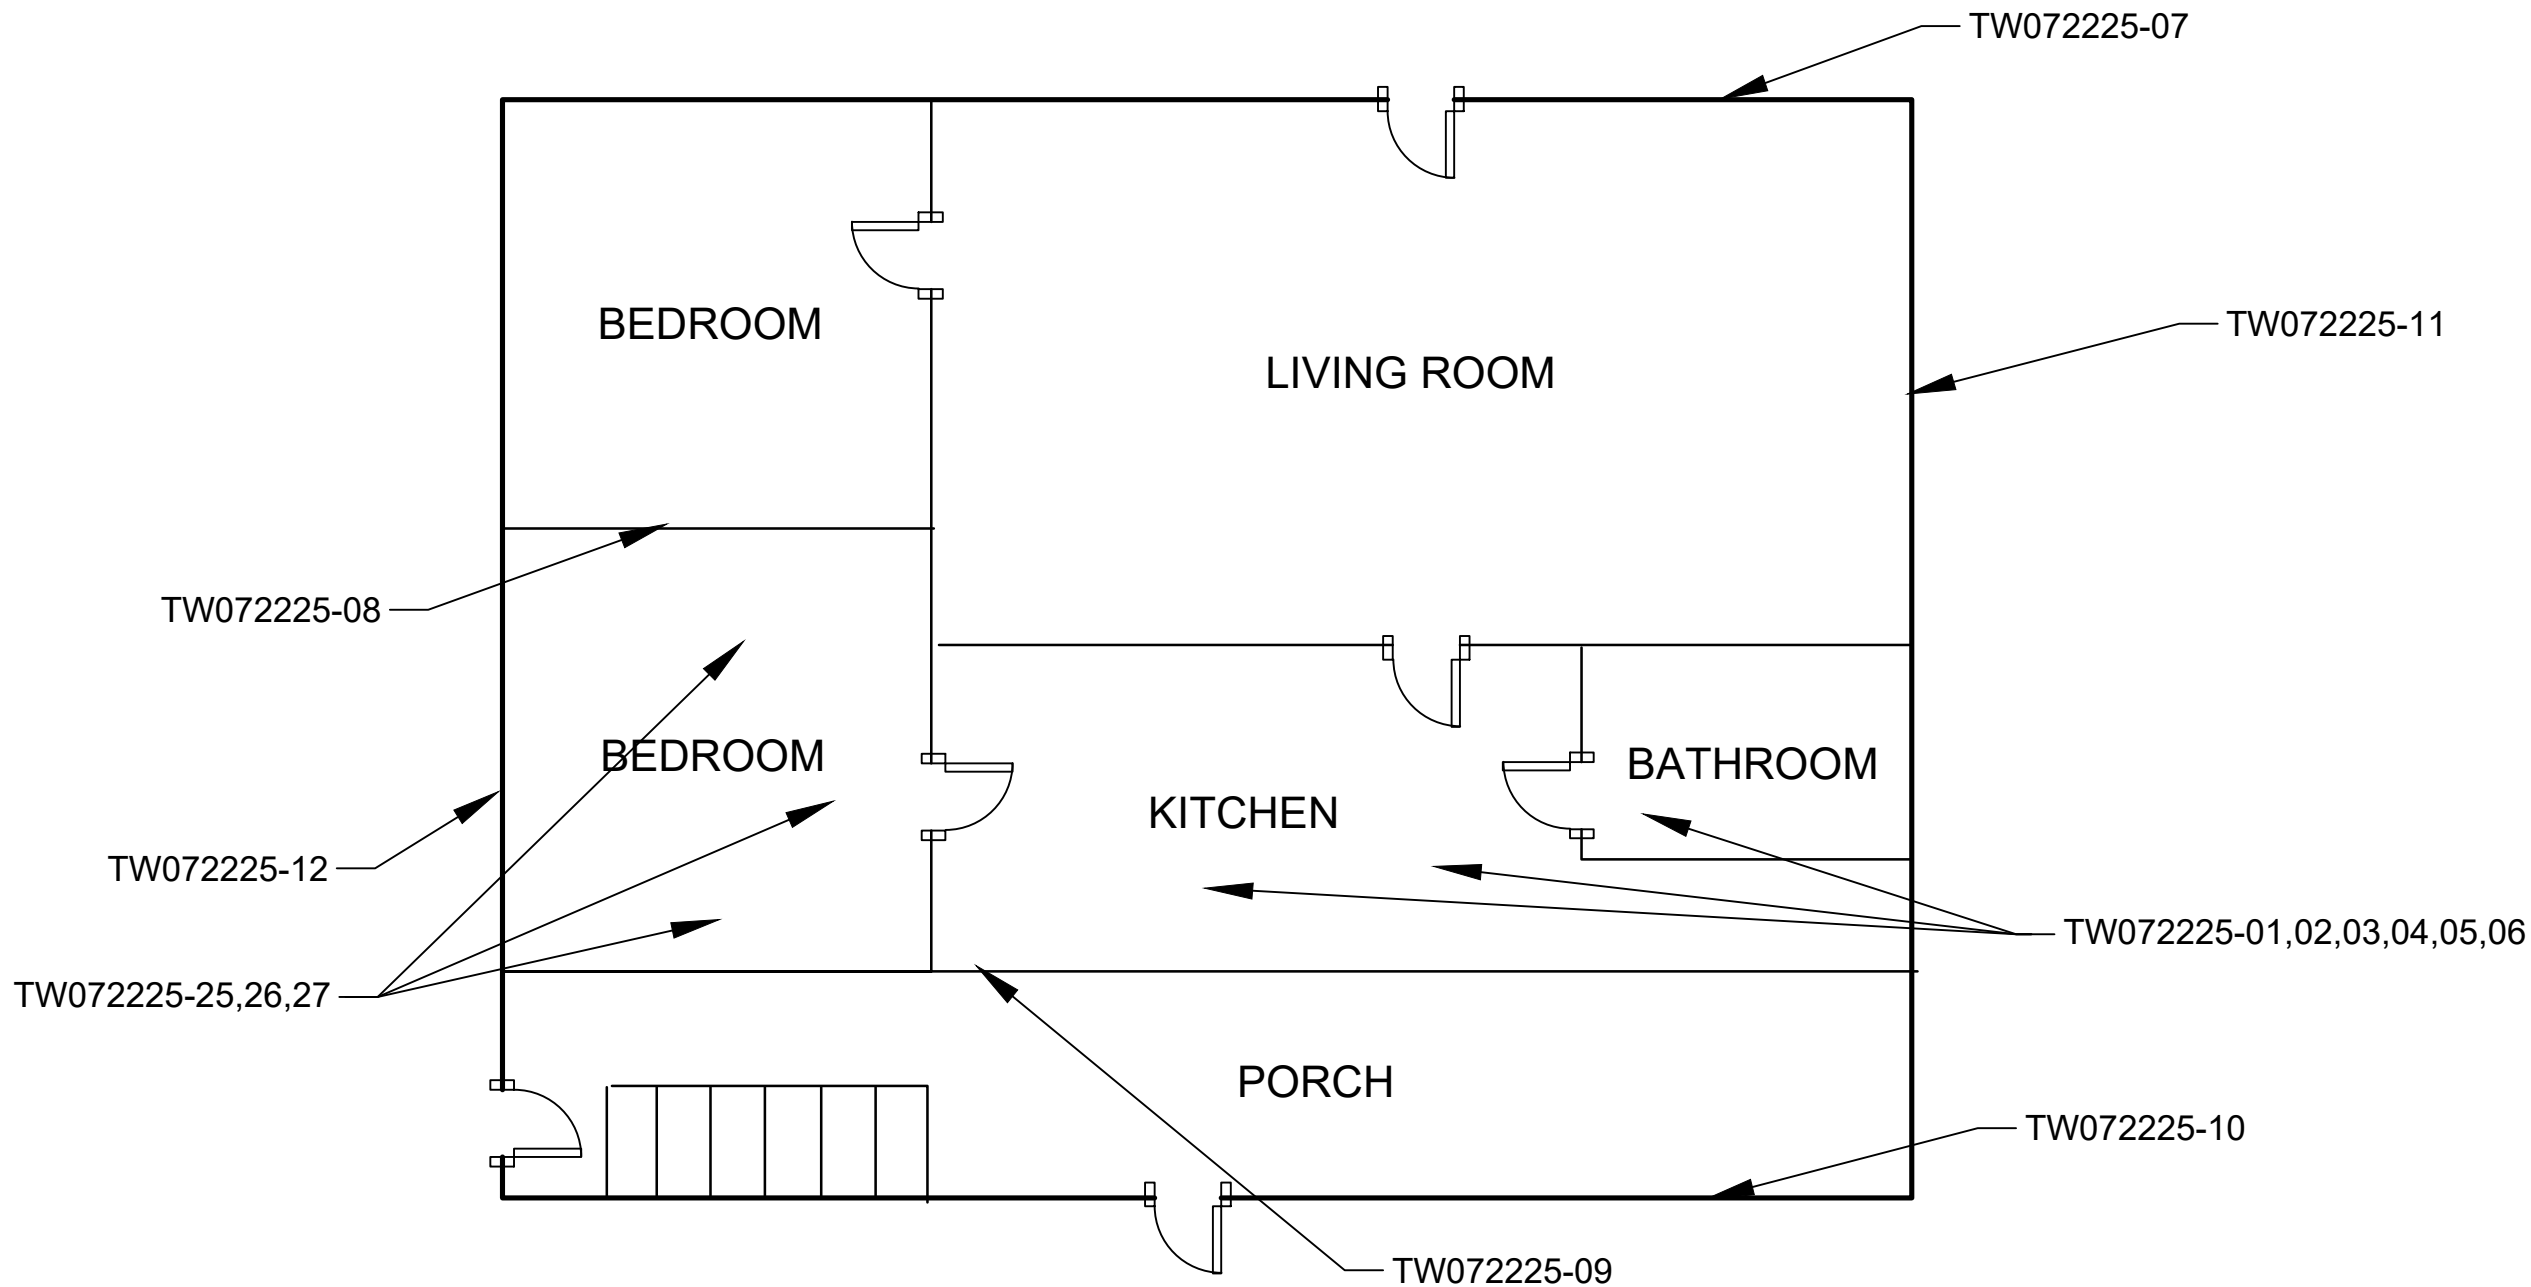 TW072225-07
BEDROOM
TW072225-11
LIVING ROOM
TW072225-08
BEDROOM
BATHROOM
KITCHEN
TW072225-12
TW072225-01,02,03,04,05,06
TW072225-25,26,27
PORCH
TW072225-10
TW072225-09